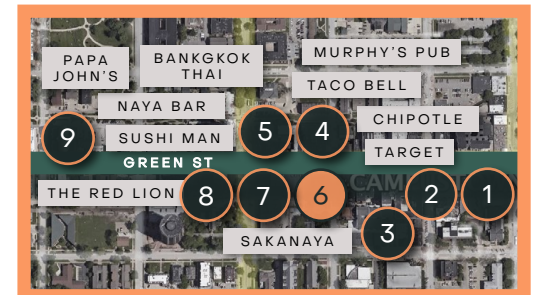 PAPA
JOHN'S
BANKGKOK
THAI
MURPHY'S PUB
TACO BELL
NAYA BAR
CHIPOTLE
SUSHI MAN
TARGET
9
5
4
GREEN ST
THE RED LION
8
7
6
2
1
3
SAKANAYA